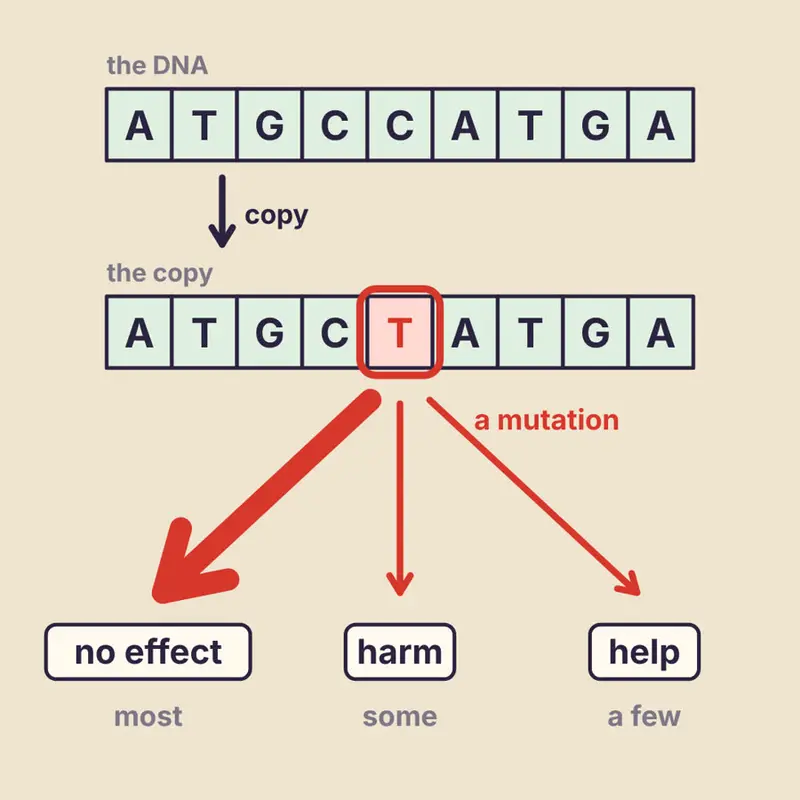 the DNA
A T G C C A T G A
copy
the copy
A T G C T A T G A
a mutation
no effect harm help
most some a few